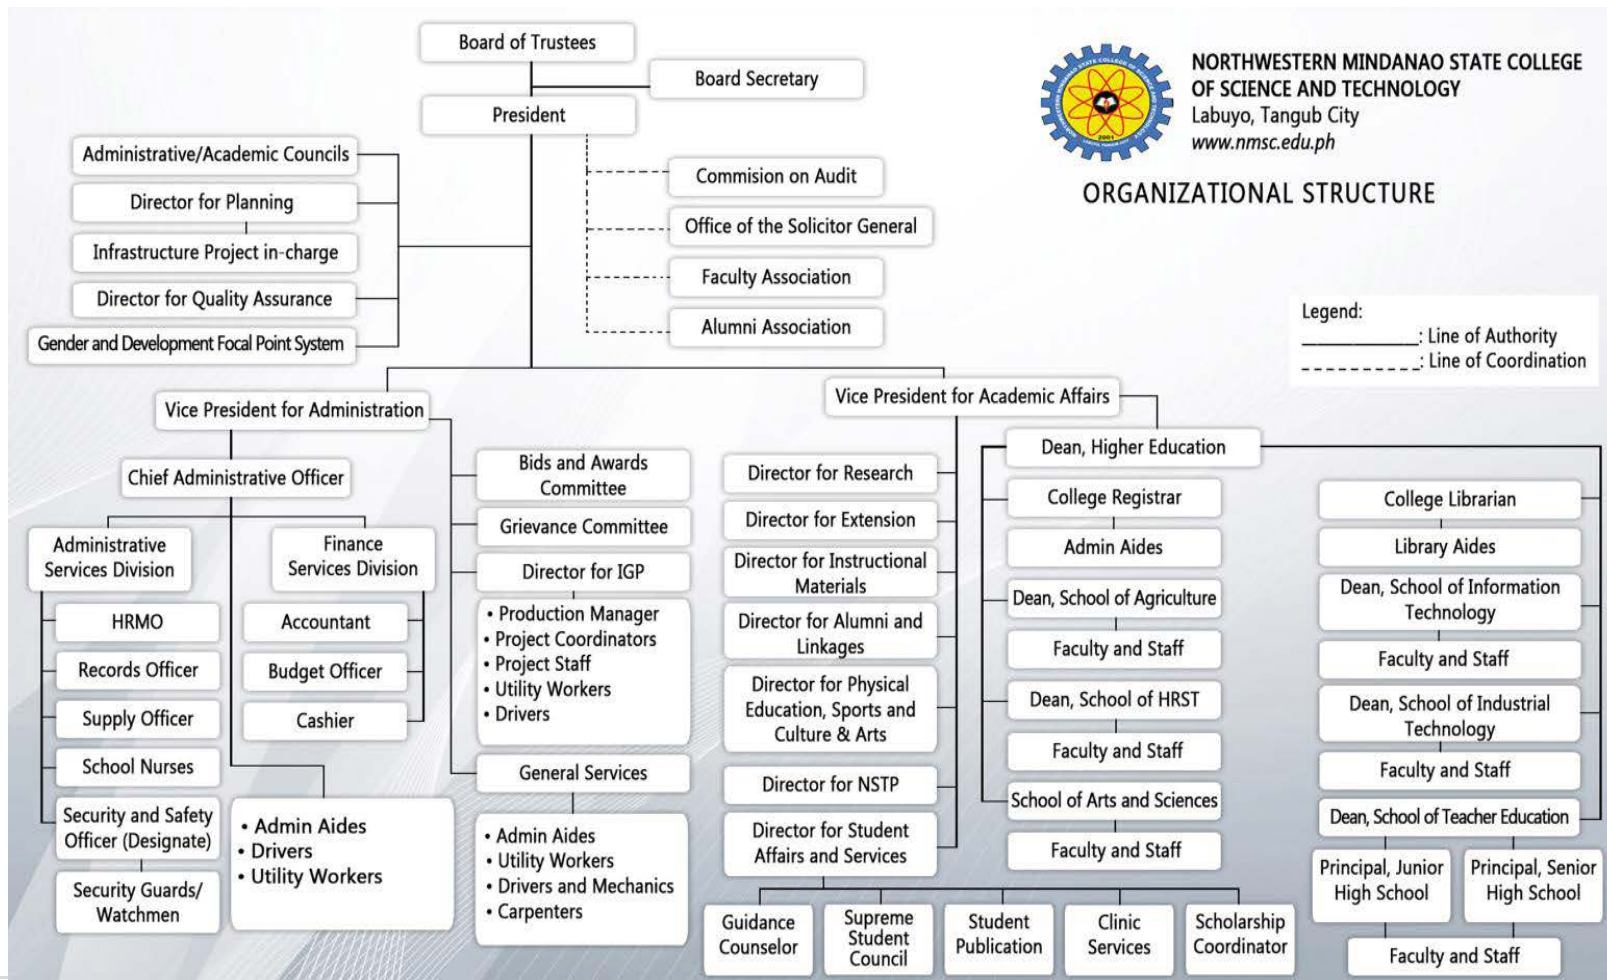 Board of Trustees
Board Secretary
President
NORTHWESTERN MINDANAO STATE COLLEGE
OF SCIENCE AND TECHNOLOGY
Labuyo, Tangub City
www.nmsc.edu.ph
ORGANIZATIONAL STRUCTURE
NORTHWESTERN MINDANAO STATE COLLEGE OF SCIENCE AND TECHNOLOGY
2001
LABUYO, TANGUB CITY
Administrative/Academic Councils
Director for Planning
Infrastructure Project in-charge
Director for Quality Assurance
Gender and Development Focal Point System
Commision on Audit
Office of the Solicitor General
Faculty Association
Alumni Association
Legend:
: Line of Authority
: Line of Coordination
Vice President for Administration
Chief Administrative Officer
Administrative
Services Division
HRMO
Records Officer
Supply Officer
School Nurses
Security and Safety
Officer (Designate)
Security Guards/
Watchmen
Finance
Services Division
Accountant
Budget Officer
Cashier
• Admin Aides
• Drivers
• Utility Workers
Bids and Awards
Committee
Grievance Committee
Director for IGP
• Production Manager
• Project Coordinators
• Project Staff
• Utility Workers
• Drivers
General Services
• Admin Aides
• Utility Workers
• Drivers and Mechanics
• Carpenters
Vice President for Academic Affairs
Director for Research
Director for Extension
Director for Instructional
Materials
Director for Alumni and
Linkages
Director for Physical
Education, Sports and
Culture & Arts
Director for NSTP
Director for Student
Affairs and Services
Guidance
Counselor
Supreme
Student
Council
Student
Publication
Clinic
Services
Scholarship
Coordinator
Dean, Higher Education
College Registrar
Admin Aides
Dean, School of Agriculture
Faculty and Staff
Dean, School of HRST
Faculty and Staff
School of Arts and Sciences
Faculty and Staff
College Librarian
Library Aides
Dean, School of Information
Technology
Faculty and Staff
Dean, School of Industrial
Technology
Faculty and Staff
Dean, School of Teacher Education
Principal, Junior
High School
Principal, Senior
High School
Faculty and Staff